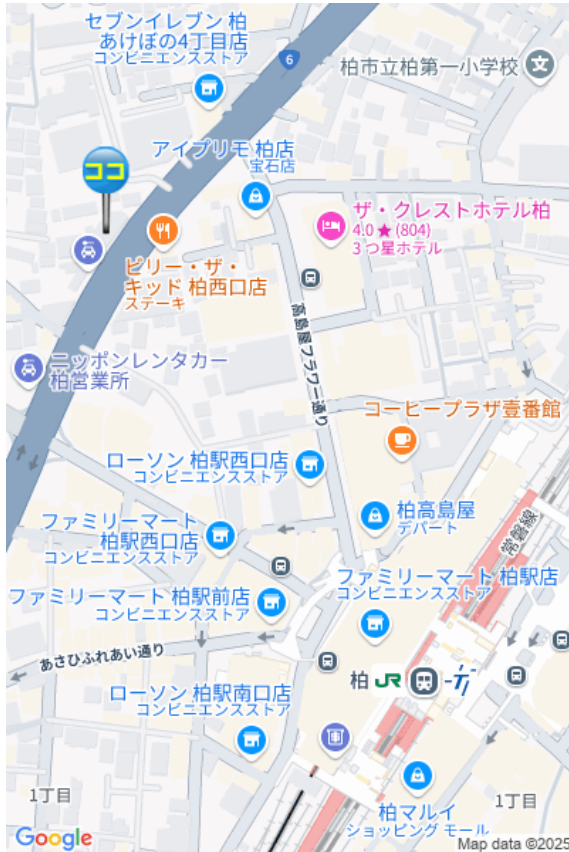 セブンイレブン 柏
あけぼの4丁目店
コンビニエンスストア
6
柏市立柏第一小学校
文
アイプリモ 柏店
宝石店
ココ
ザ・クレストホテル柏
4.0 ★ (804)
3 つ星ホテル
ビリー・ザ・
キッド 柏西口店
ステーキ
高島屋フラワー通り
ニッポンレンタカー
柏営業所
コーヒープラザ壹番館
ローソン 柏駅西口店
コンビニエンスストア
柏高島屋
デパート
常磐線
ファミリーマート
柏駅西口店
コンビニエンスストア
ファミリーマート 柏駅店
コンビニエンスストア
ファミリーマート 柏駅前店
コンビニエンスストア
あさひふれあい通り
柏 JR
ローソン 柏駅南口店
コンビニエンスストア
1丁目
柏マルイ
ショッピング モール
1丁目
Google
Map data ©2025